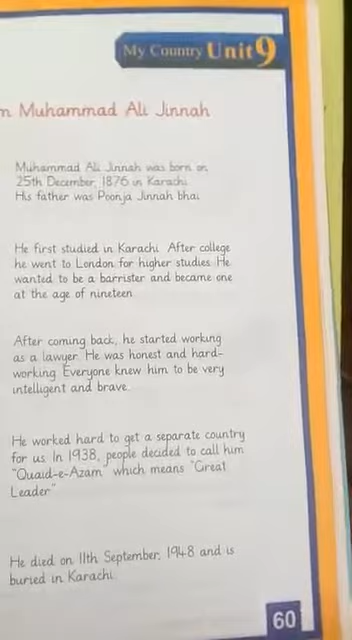 My Country Unit 9
m Muhammad Ali Jinnah
Muhammad Ali Jinnah was born on
25th December, 1876 in Karachi.
His father was Poonja Jinnah bhai.
He first studied in Karachi. After college
he went to London for higher studies. He
wanted to be a barrister and became one
at the age of nineteen.
After coming back, he started working
as a lawyer. He was honest and hard-
working. Everyone knew him to be very
intelligent and brave.
He worked hard to get a separate country
for us. In 1938, people decided to call him
"Quaid-e-Azam" which means "Great
Leader"
He died on 11th September, 1948 and is
buried in Karachi.
60